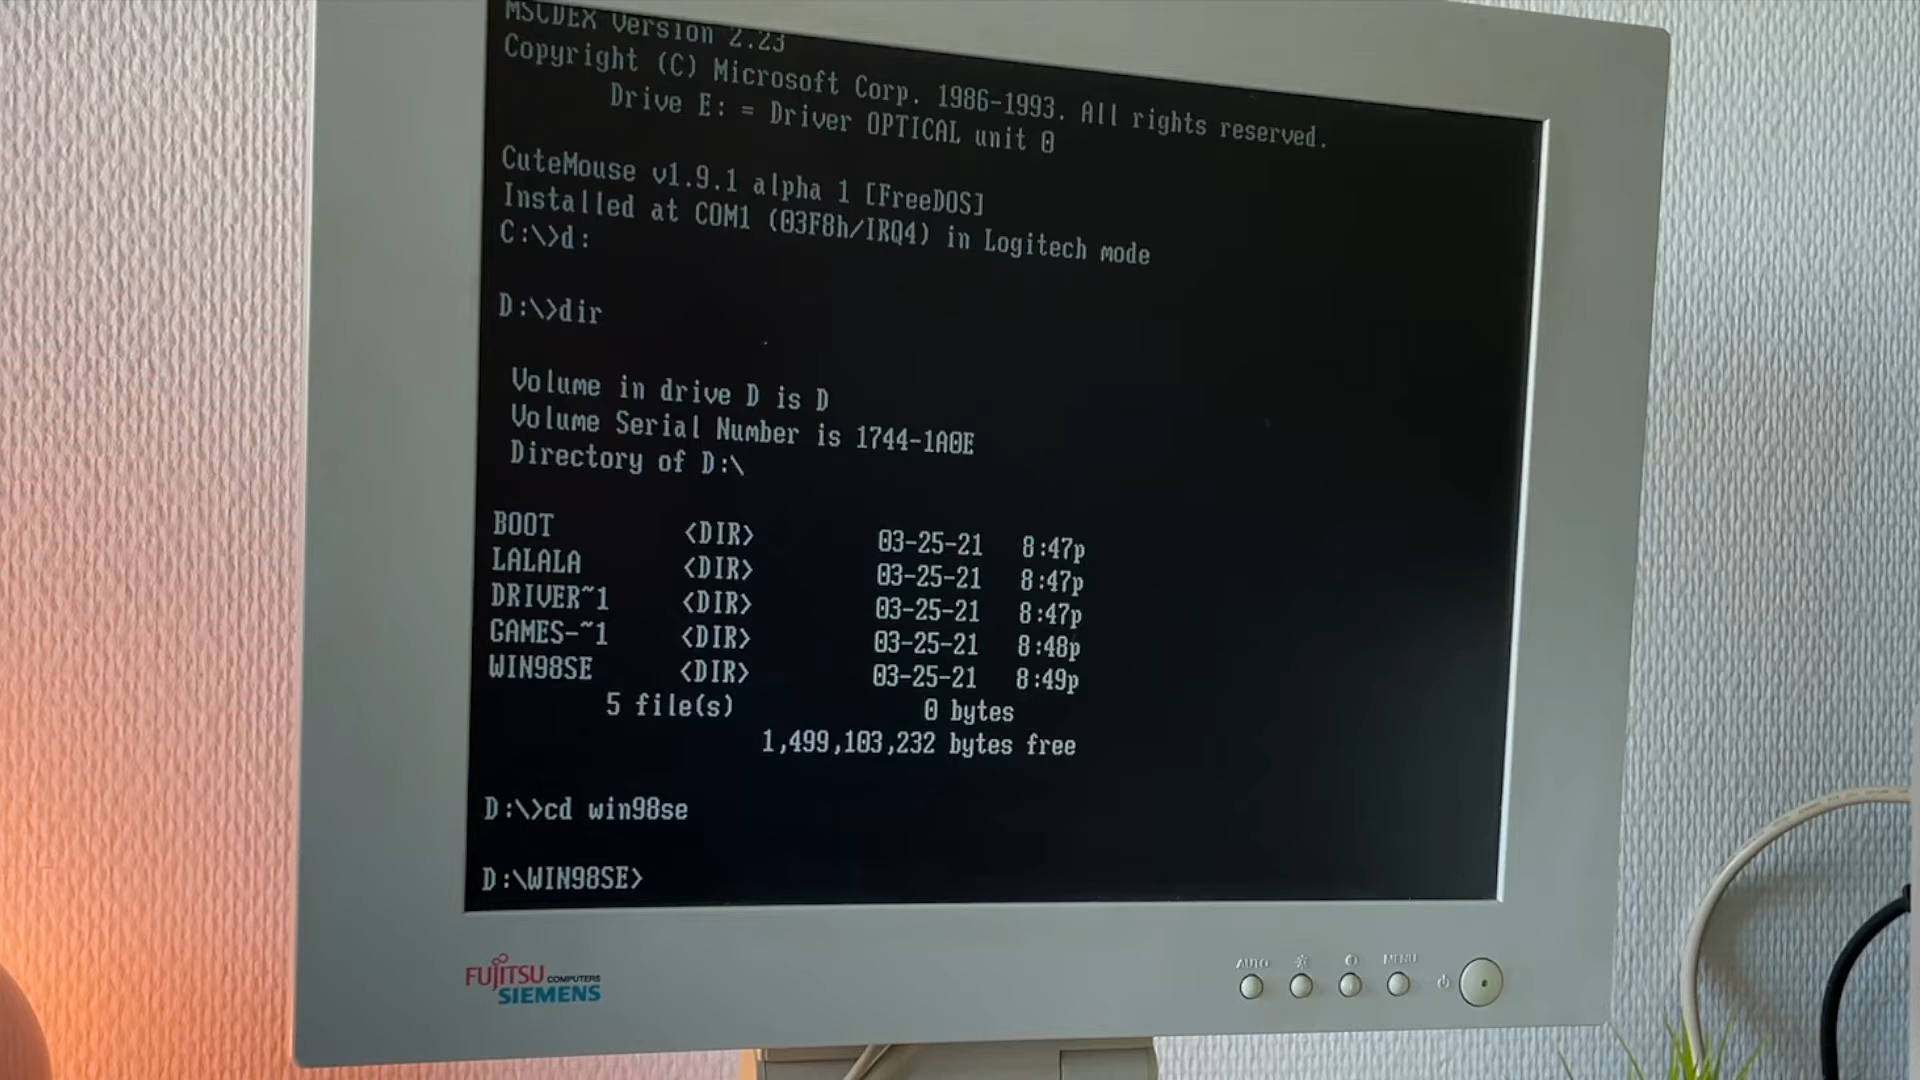 MSCDEX Version 2.23
Copyright (C) Microsoft Corp. 1986-1993. All rights reserved.
Drive E: = Driver OPTICAL unit 0
CuteMouse v1.9.1 alpha 1 [FreeDOS]
Installed at COM1 (03F8h/IRQ4) in Logitech mode
C:\>d:
D:\>dir
Volume in drive D is D
Volume Serial Number is 1744-1A0E
Directory of D:\
BOOT <DIR> 03-25-21 8:47p
LALALA <DIR> 03-25-21 8:47p
DRIVER~1 <DIR> 03-25-21 8:47p
GAMES-~1 <DIR> 03-25-21 8:48p
WIN98SE <DIR> 03-25-21 8:49p
5 file(s) 0 bytes
1,499,103,232 bytes free
D:\>cd win98se
D:\WIN98SE>
FUJITSU COMPUTERS
SIEMENS
AUTO MENU